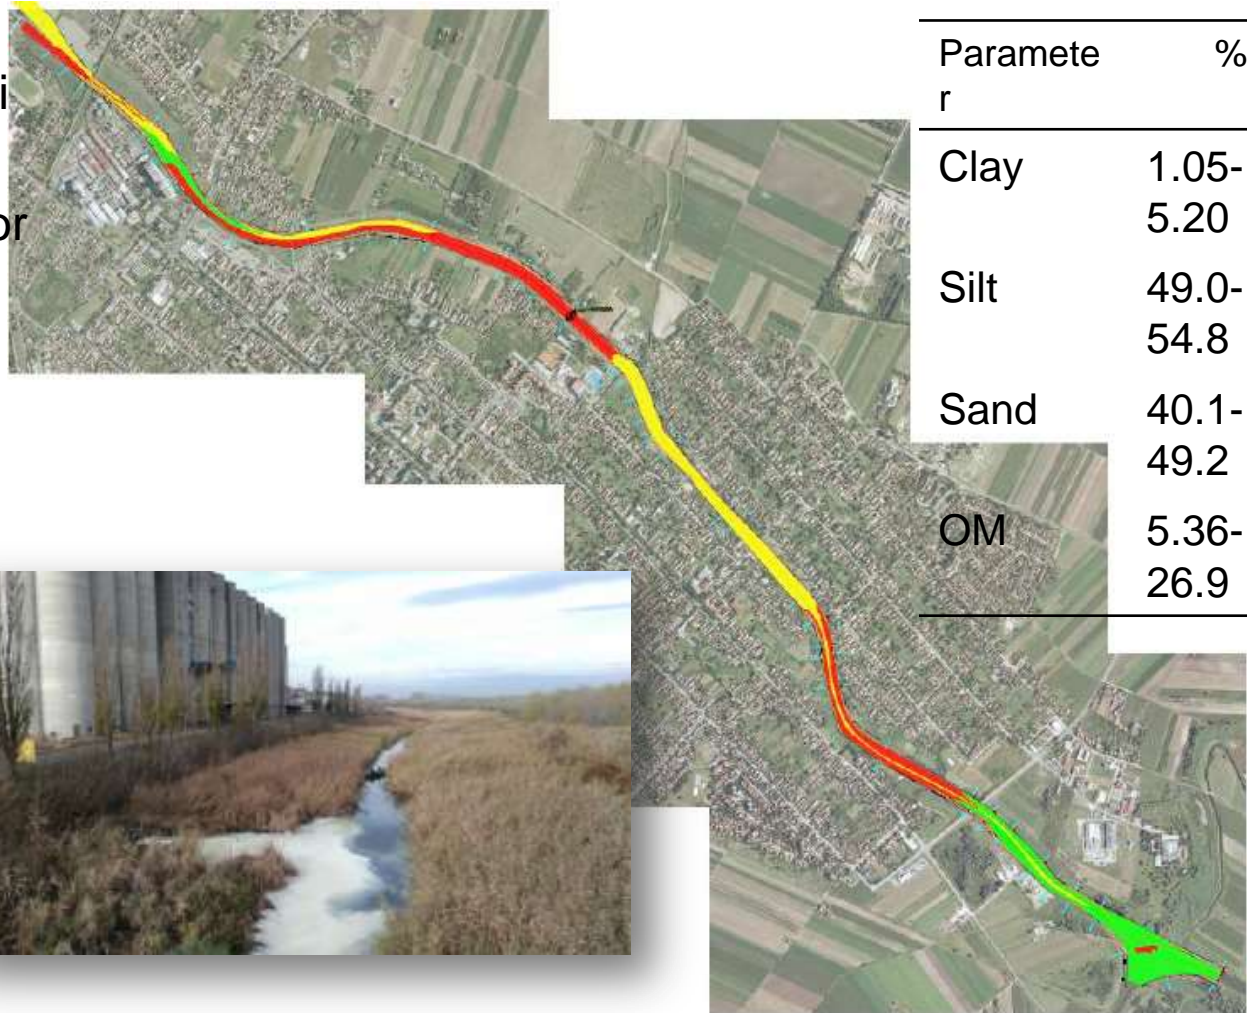 i
or
Paramete %
r
Clay 1.05-
5.20
Silt 49.0-
54.8
Sand 40.1-
49.2
OM 5.36-
26.9